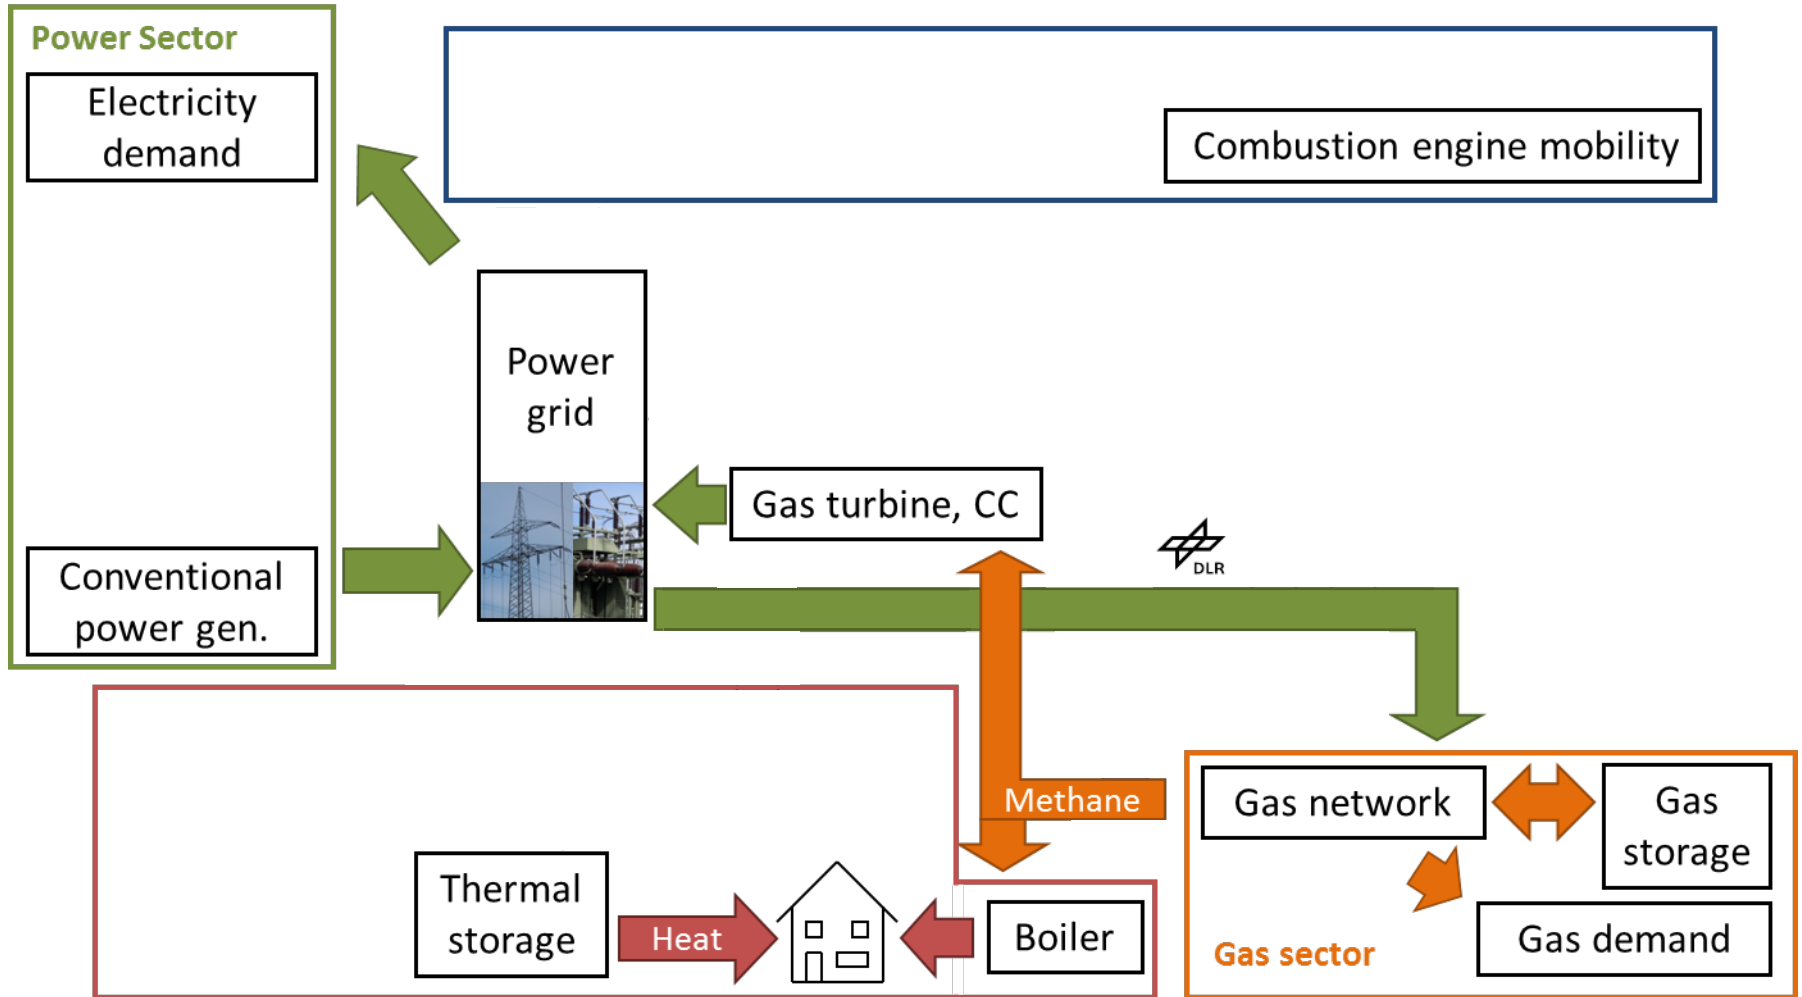 Power Sector
Electricity
demand
Combustion engine mobility
Power
grid
Gas turbine, CC
DLR
Conventional
power gen.
Methane
Gas network
Gas
storage
Thermal
storage
Heat
Boiler
Gas demand
Gas sector